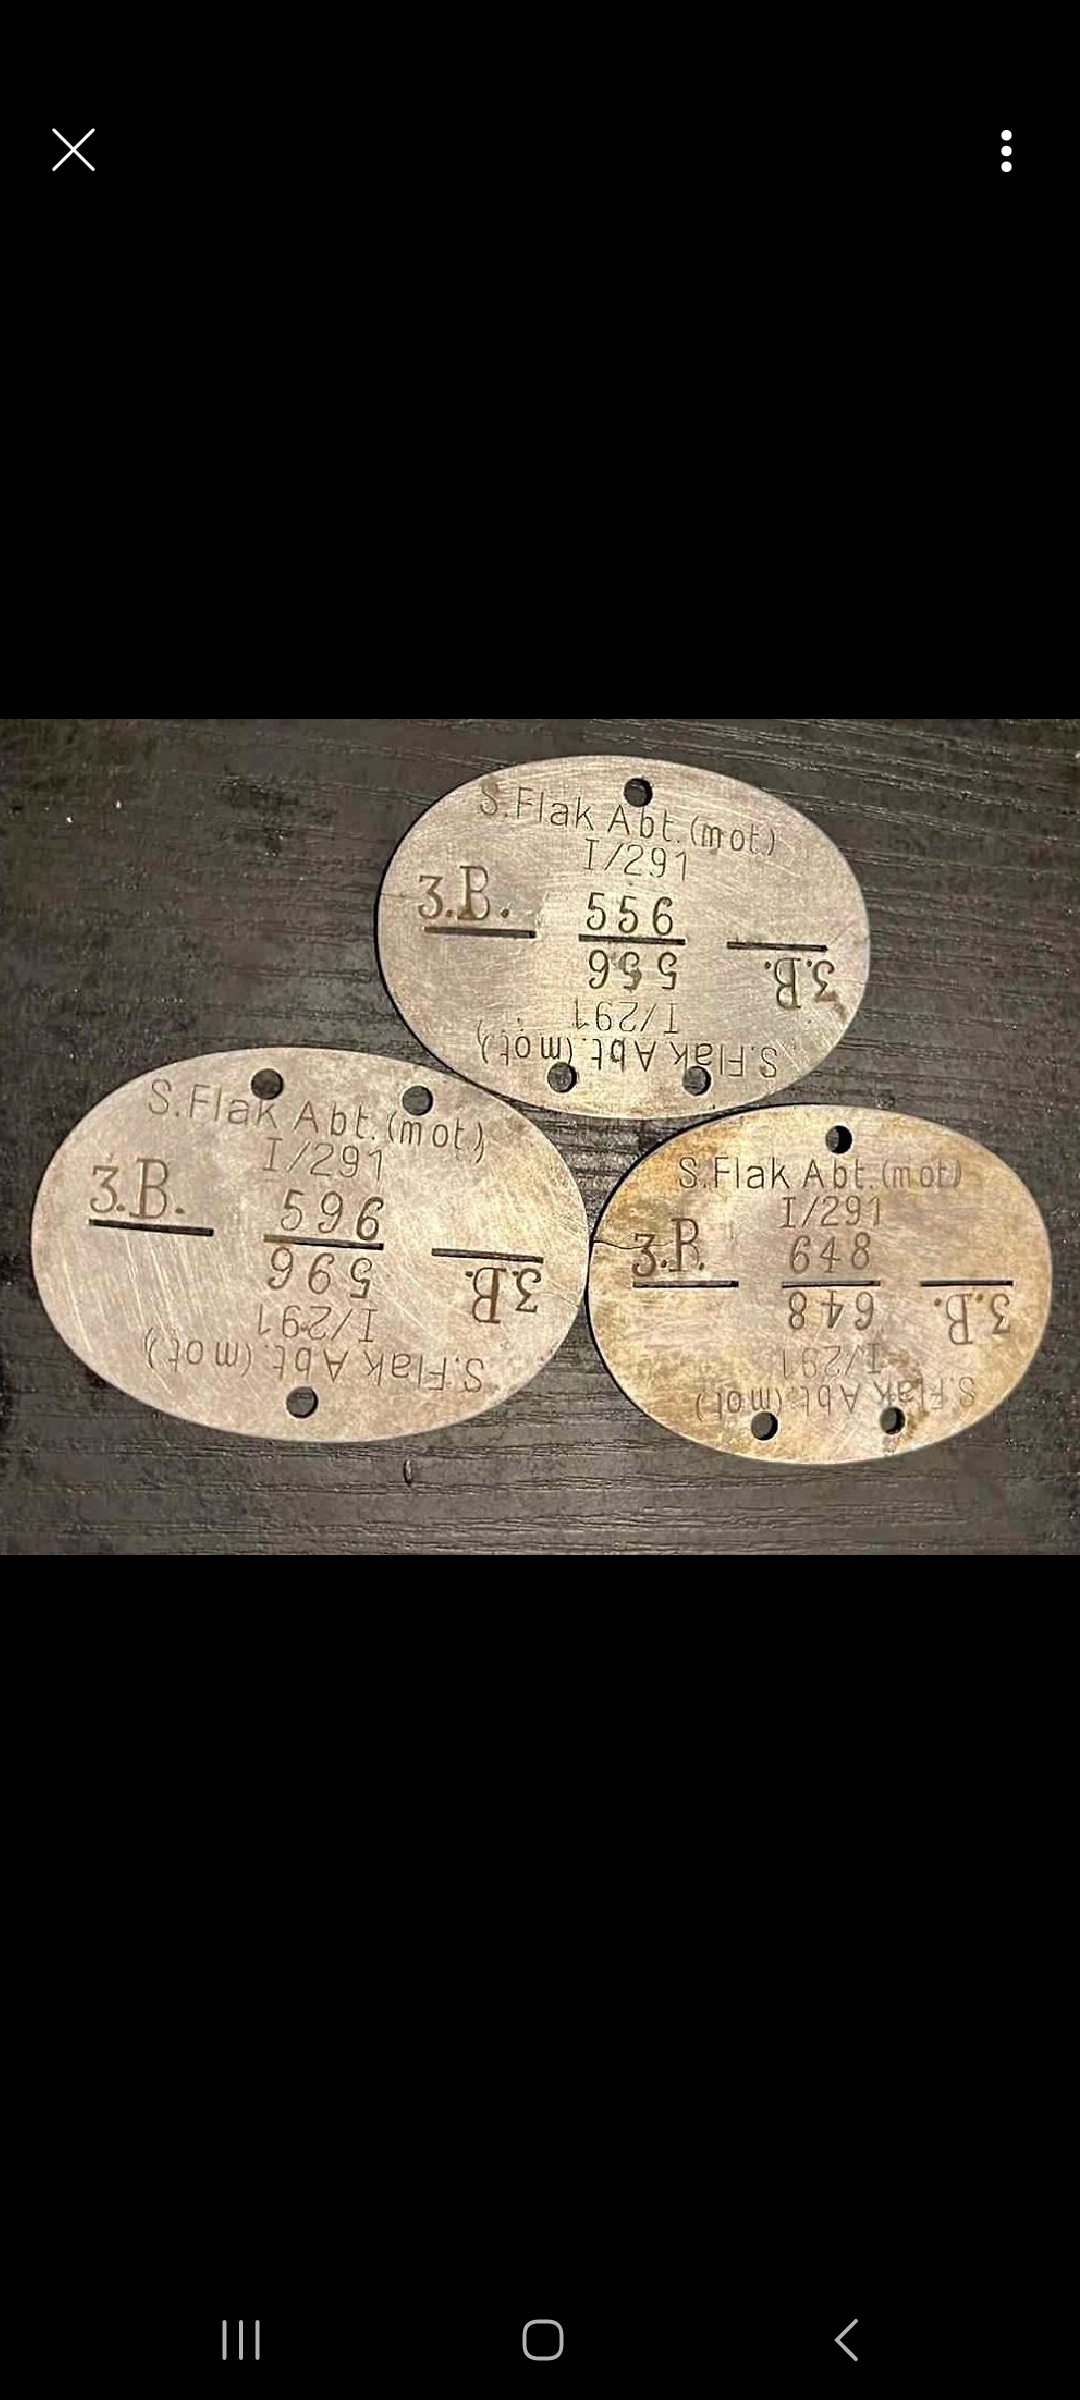 S.Flak Abt.(mot.)
I/291
3.B. 556
556 3.B.
I/291
S.Flak Abt.(mot.)
S.Flak Abt.(mot.)
I/291
3.B. 596
596 3.B.
I/291
S.Flak Abt.(mot.)
S.Flak Abt.(mot)
I/291
3.B. 648
648 3.B.
I/291
S.Flak Abt.(mot)